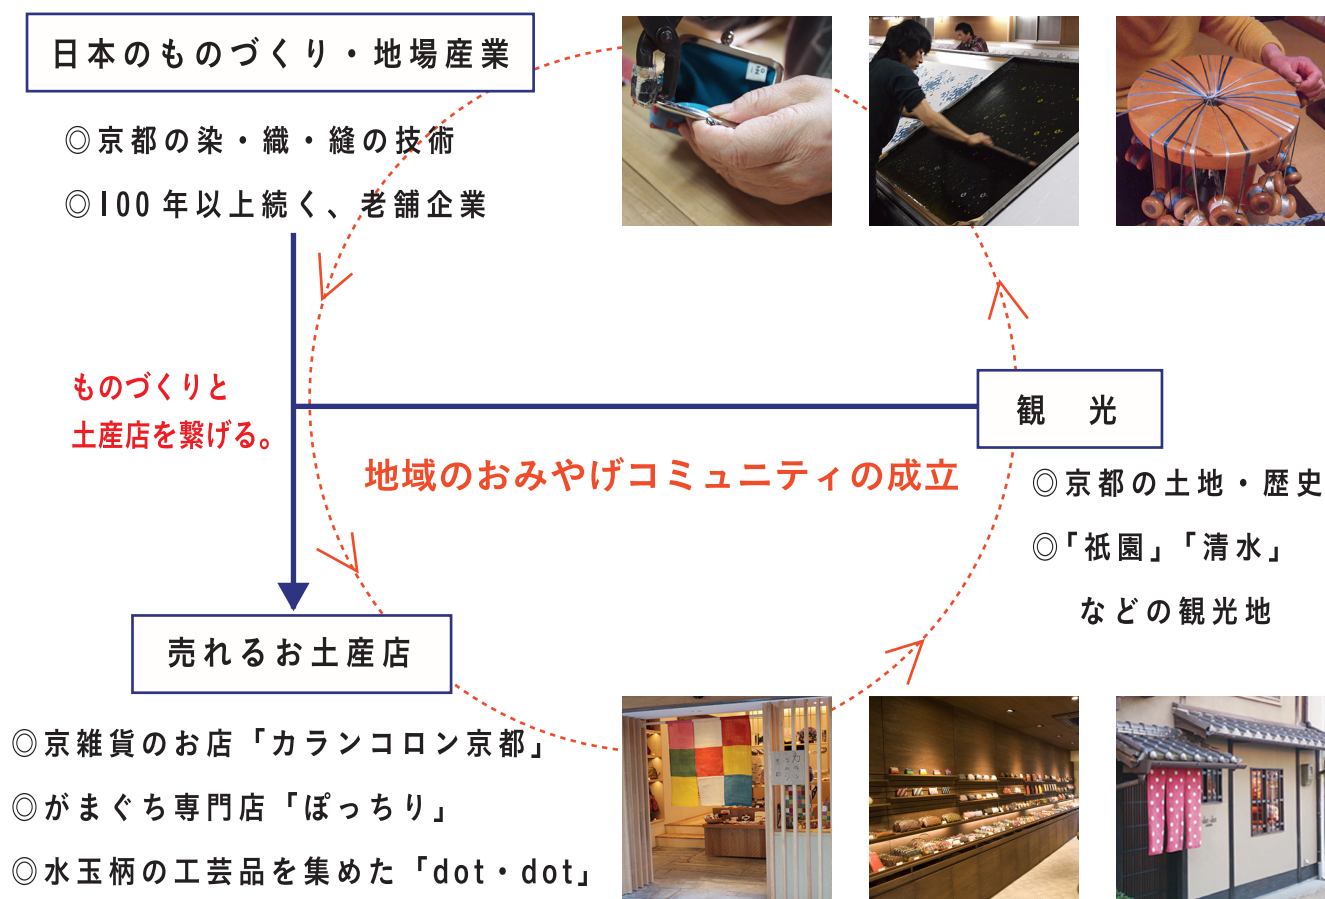 日本のものづくり・地場産業
◎京都の染・織・縫の技術
◎100年以上続く、老舗企業
ものづくりと
土産店を繋げる。
観 光
地域のおみやげコミュニティの成立
◎京都の土地・歴史
◎「祇園」「清水」
などの観光地
売れるお土産店
◎京雑貨のお店「カランコロン京都」
◎がまぐち専門店「ぽっちり」
◎水玉柄の工芸品を集めた「dot・dot」